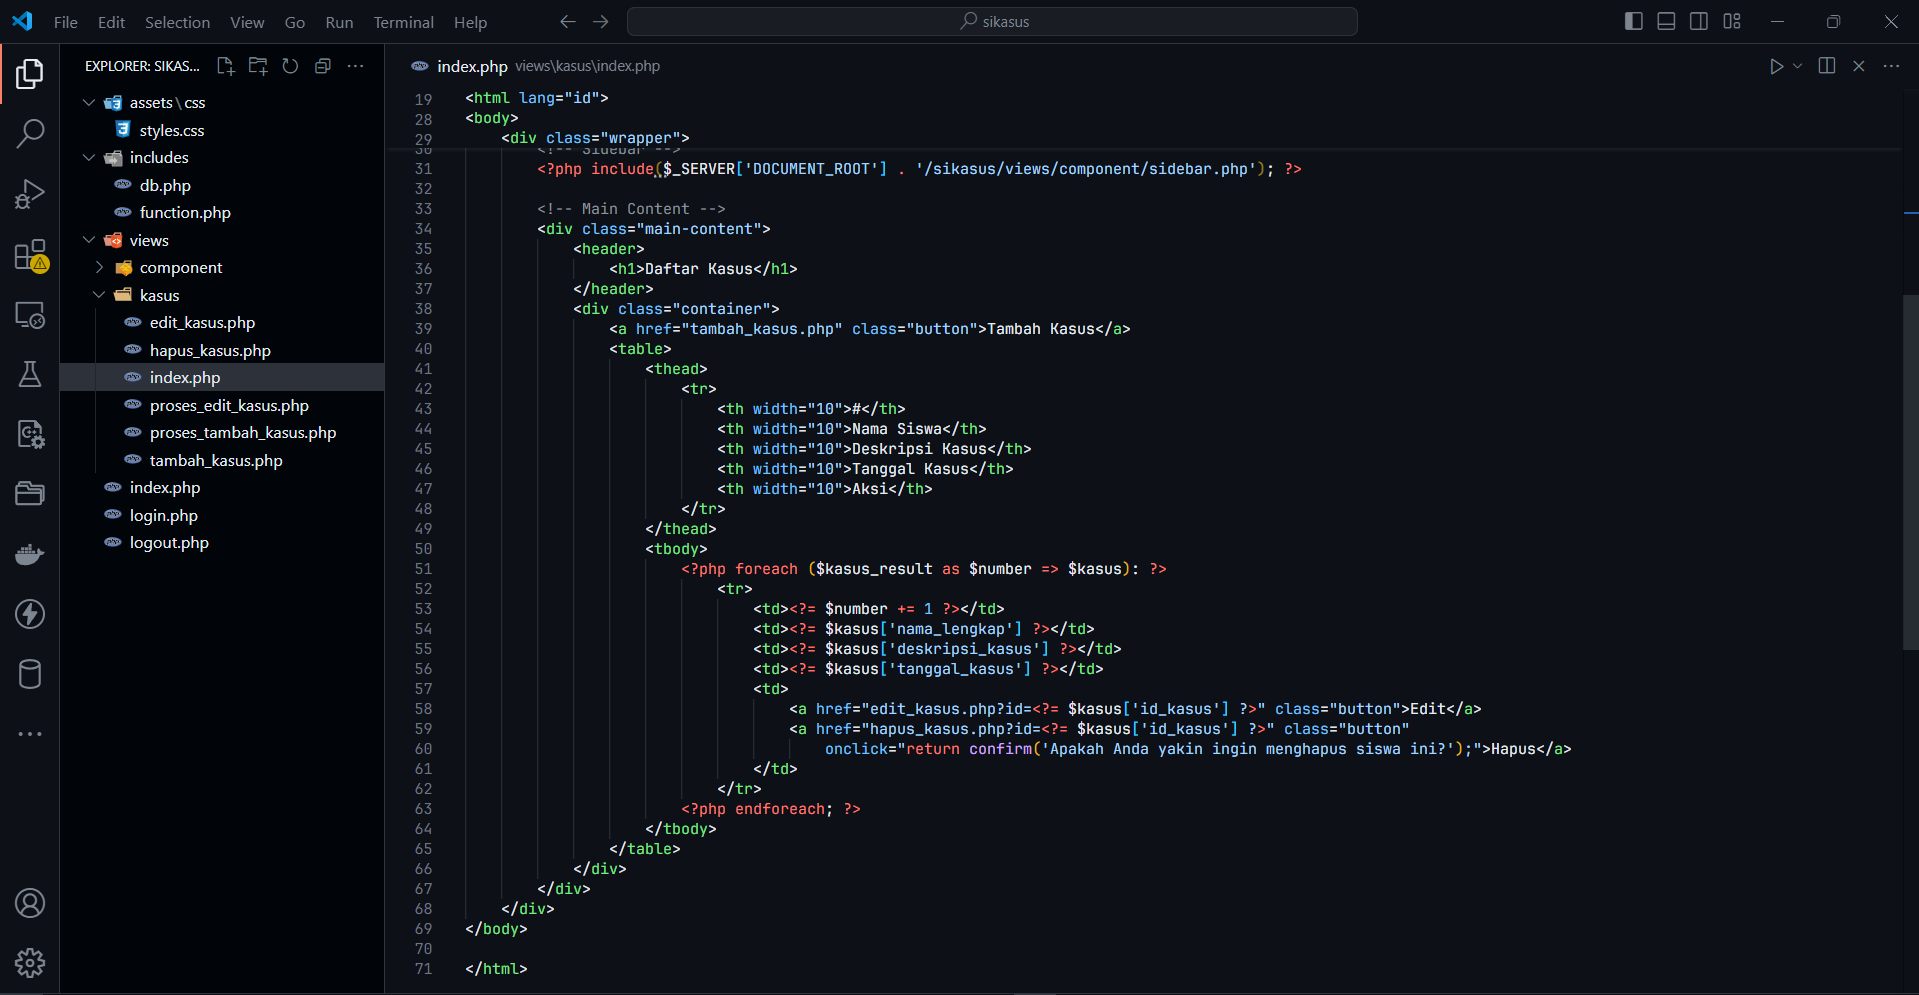 File Edit Selection View Go Run Terminal Help
sikasus
EXPLORER: SIKAS...
assets\css
styles.css
includes
db.php
function.php
views
component
kasus
edit_kasus.php
hapus_kasus.php
index.php
proses_edit_kasus.php
proses_tambah_kasus.php
tambah_kasus.php
index.php
login.php
logout.php
index.php views\kasus\index.php
19 <html lang="id">
28 <body>
29 <div class="wrapper">
30 <!-- Sidebar -->
31 <?php include($_SERVER['DOCUMENT_ROOT'] . '/sikasus/views/component/sidebar.php'); ?>
32
33 <!-- Main Content -->
34 <div class="main-content">
35 <header>
36 <h1>Daftar Kasus</h1>
37 </header>
38 <div class="container">
39 <a href="tambah_kasus.php" class="button">Tambah Kasus</a>
40 <table>
41 <thead>
42 <tr>
43 <th width="10">#</th>
44 <th width="10">Nama Siswa</th>
45 <th width="10">Deskripsi Kasus</th>
46 <th width="10">Tanggal Kasus</th>
47 <th width="10">Aksi</th>
48 </tr>
49 </thead>
50 <tbody>
51 <?php foreach ($kasus_result as $number => $kasus): ?>
52 <tr>
53 <td><?= $number += 1 ?></td>
54 <td><?= $kasus['nama_lengkap'] ?></td>
55 <td><?= $kasus['deskripsi_kasus'] ?></td>
56 <td><?= $kasus['tanggal_kasus'] ?></td>
57 <td>
58 <a href="edit_kasus.php?id=<?= $kasus['id_kasus'] ?>" class="button">Edit</a>
59 <a href="hapus_kasus.php?id=<?= $kasus['id_kasus'] ?>" class="button"
60 onclick="return confirm('Apakah Anda yakin ingin menghapus siswa ini?');">Hapus</a>
61 </td>
62 </tr>
63 <?php endforeach; ?>
64 </tbody>
65 </table>
66 </div>
67 </div>
68 </div>
69 </body>
70
71 </html>